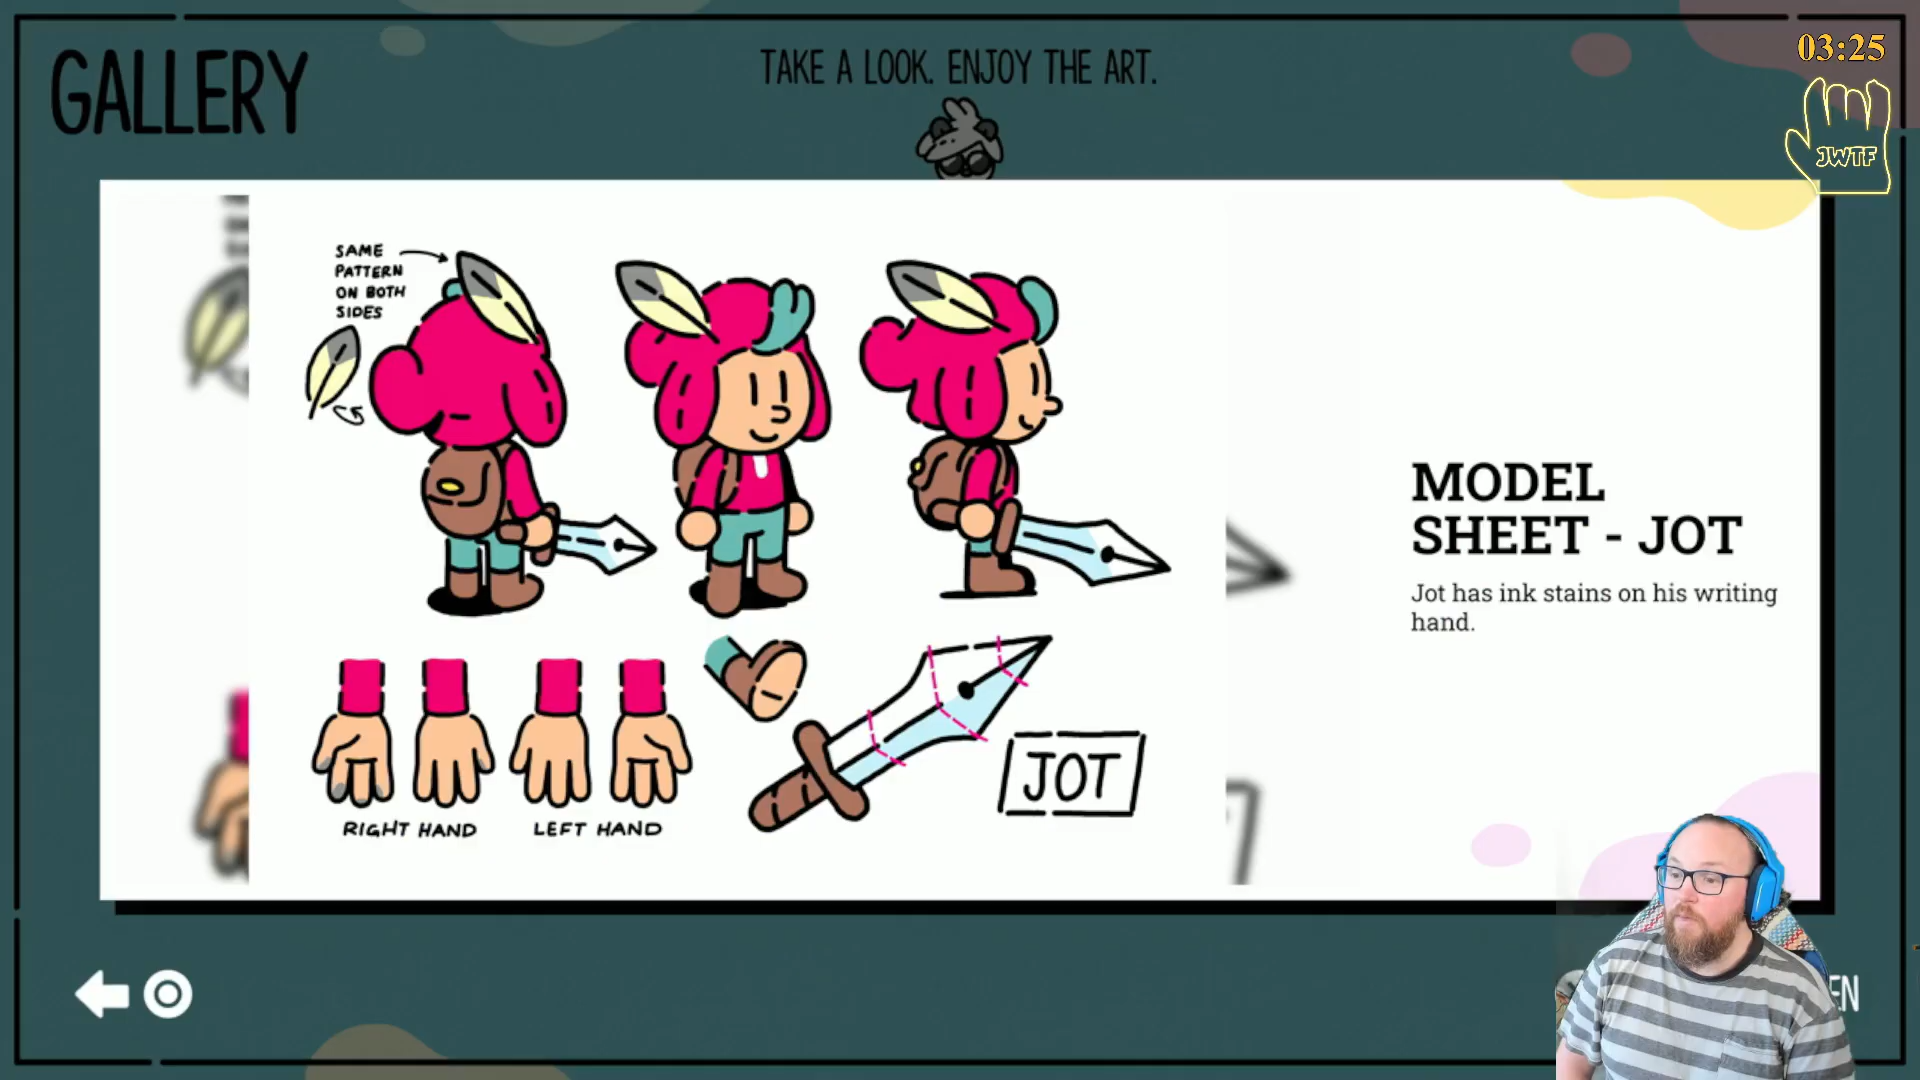 GALLERY
TAKE A LOOK. ENJOY THE ART.
03:25
JWTF
SAME
PATTERN
ON BOTH
SIDES
MODEL
SHEET - JOT
Jot has ink stains on his writing
hand.
JOT
RIGHT HAND
LEFT HAND